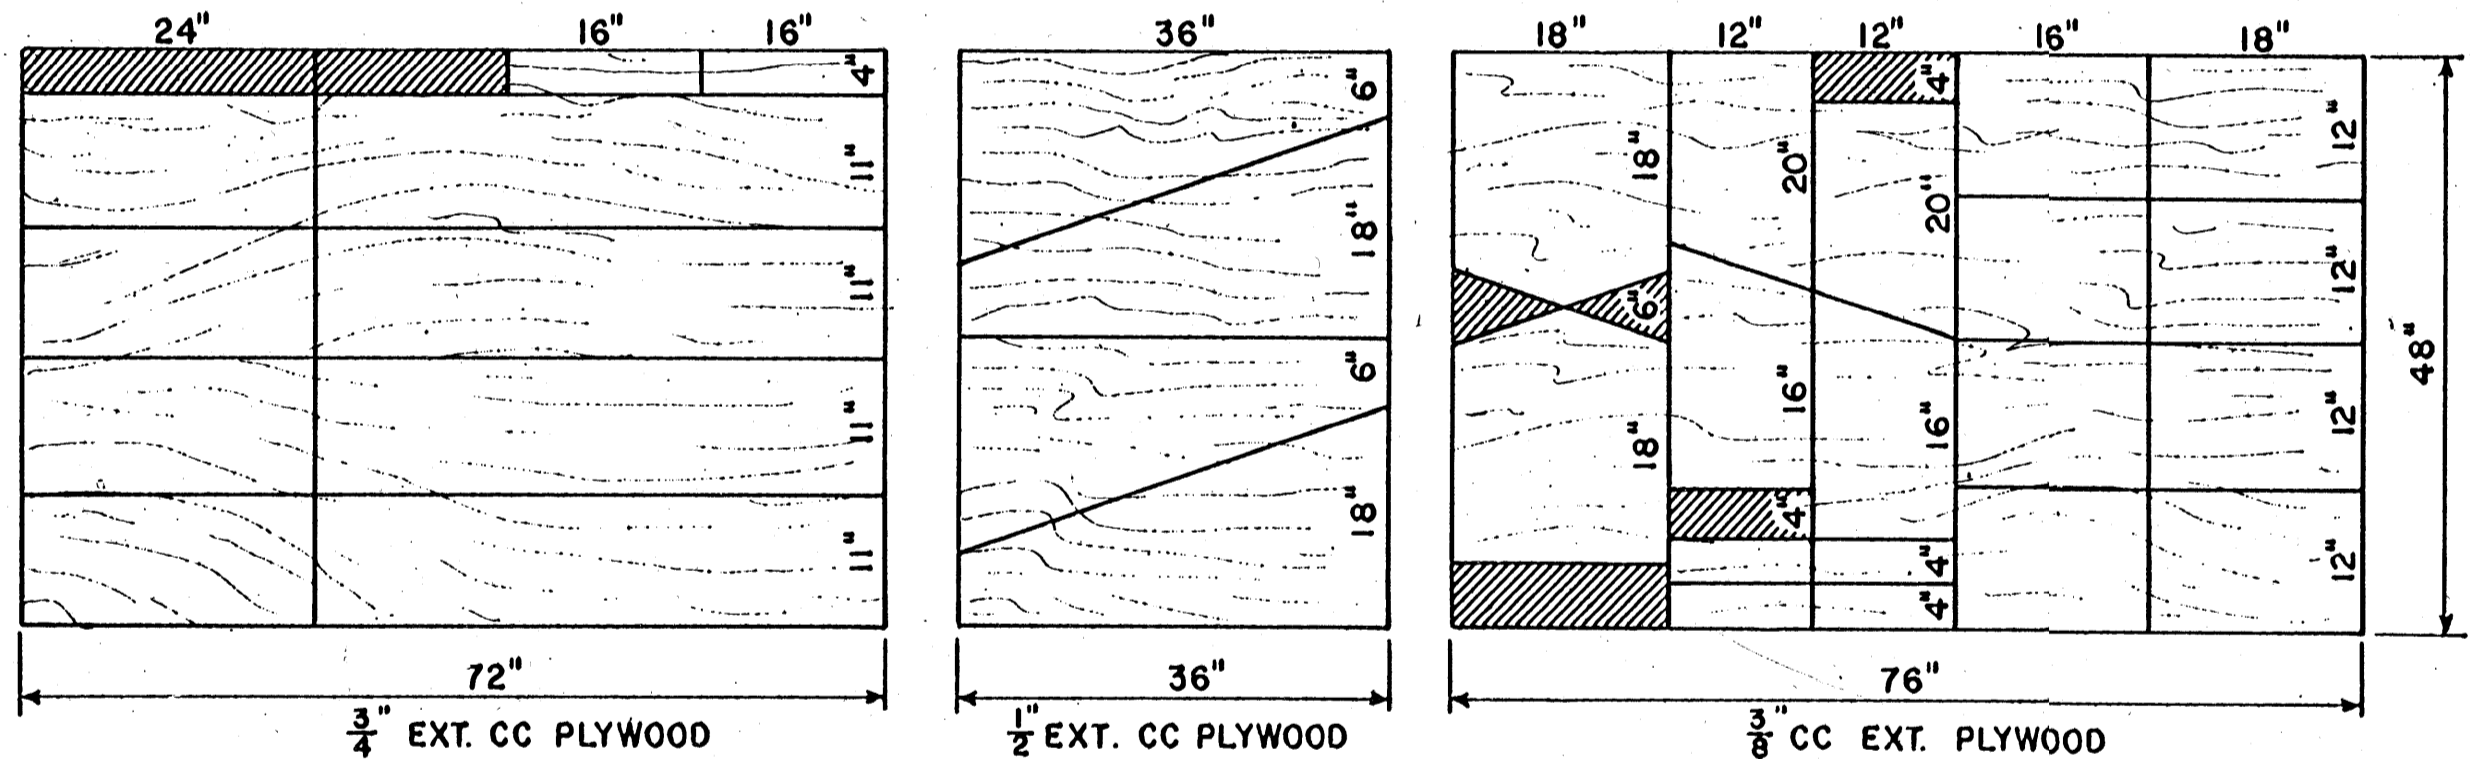 24" 16" 16"
4"
11"
11"
11"
11"
72"
3/4" EXT. CC PLYWOOD
36"
6"
18"
6"
18"
36"
1/2" EXT. CC PLYWOOD
18" 12" 12" 16" 18"
4"
18" 20" 20" 12"
6" 12"
18" 16" 16" 12"
4" 4" 12"
4"
48"
76"
3/8" CC EXT. PLYWOOD